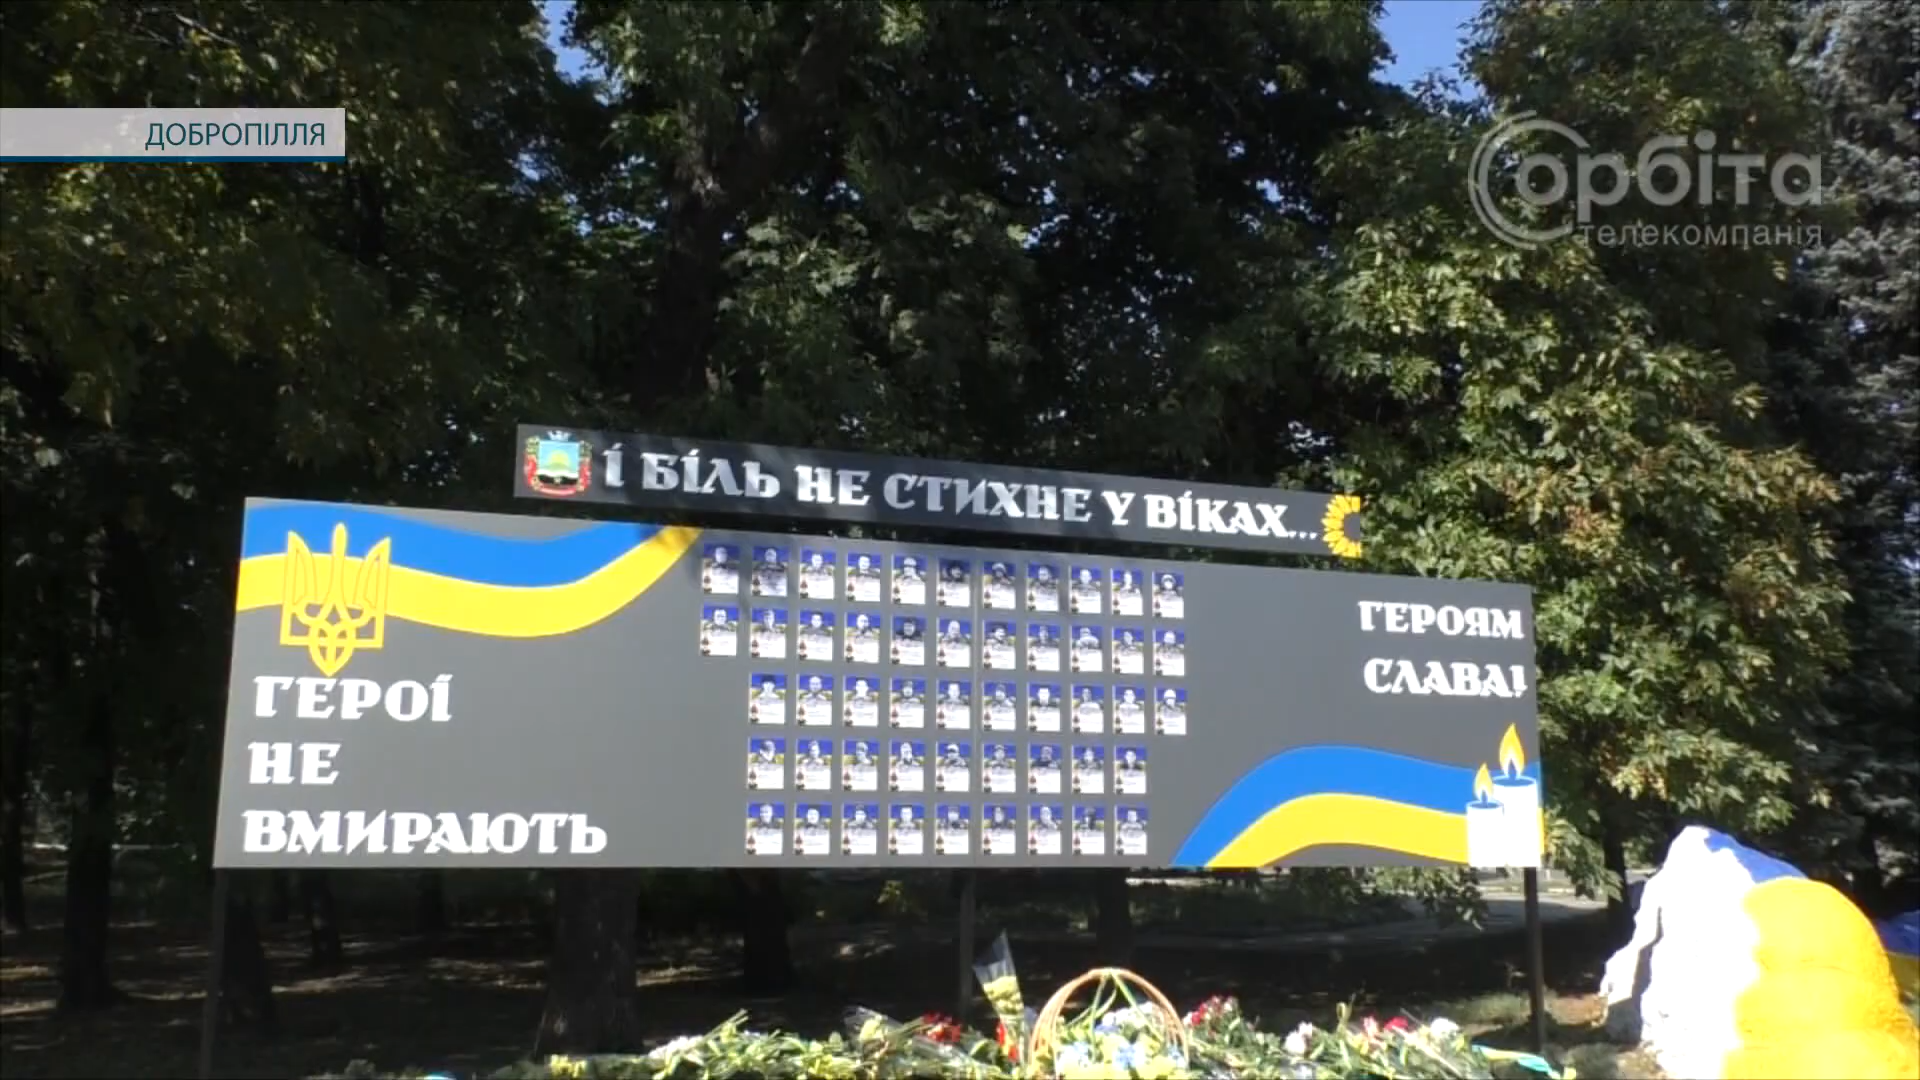 ДОБРОПІЛЛЯ
орбіта
телекомпанія
І БІЛЬ НЕ СТИХНЕ У ВІКАХ...
ГЕРОЇ
НЕ
ВМИРАЮТЬ
ГЕРОЯМ
СЛАВА!